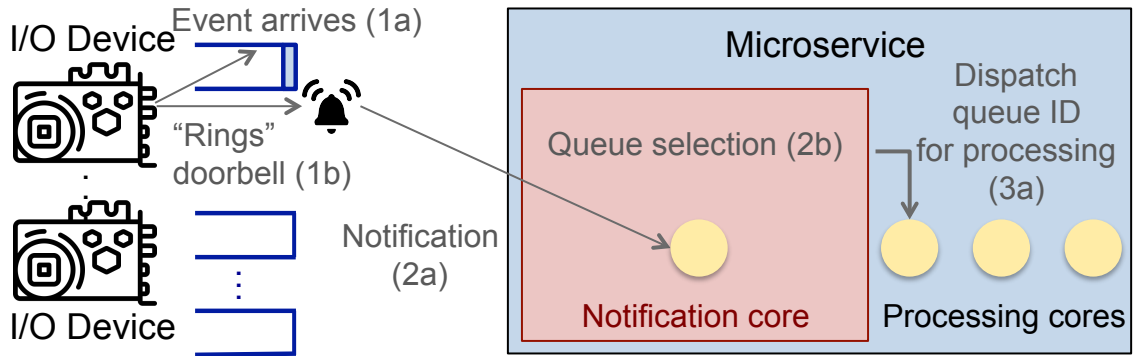 Event arrives (1a)
I/O Device
“Rings”
doorbell (1b)
I/O Device
Notification
(2a)
Microservice
Queue selection (2b)
Notification core
Dispatch
queue ID
for processing
(3a)
Processing cores